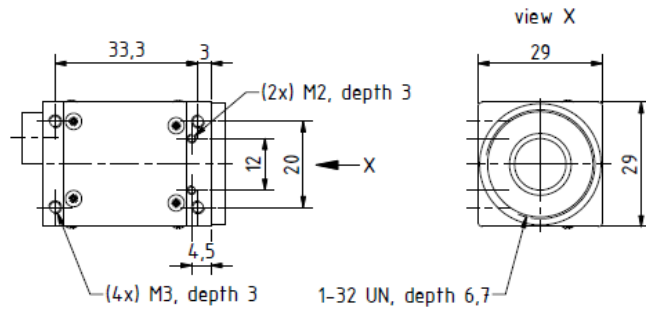 view X
33,3
3
29
(2x) M2, depth 3
12
20
X
29
4,5
(4x) M3, depth 3
1-32 UN, depth 6,7